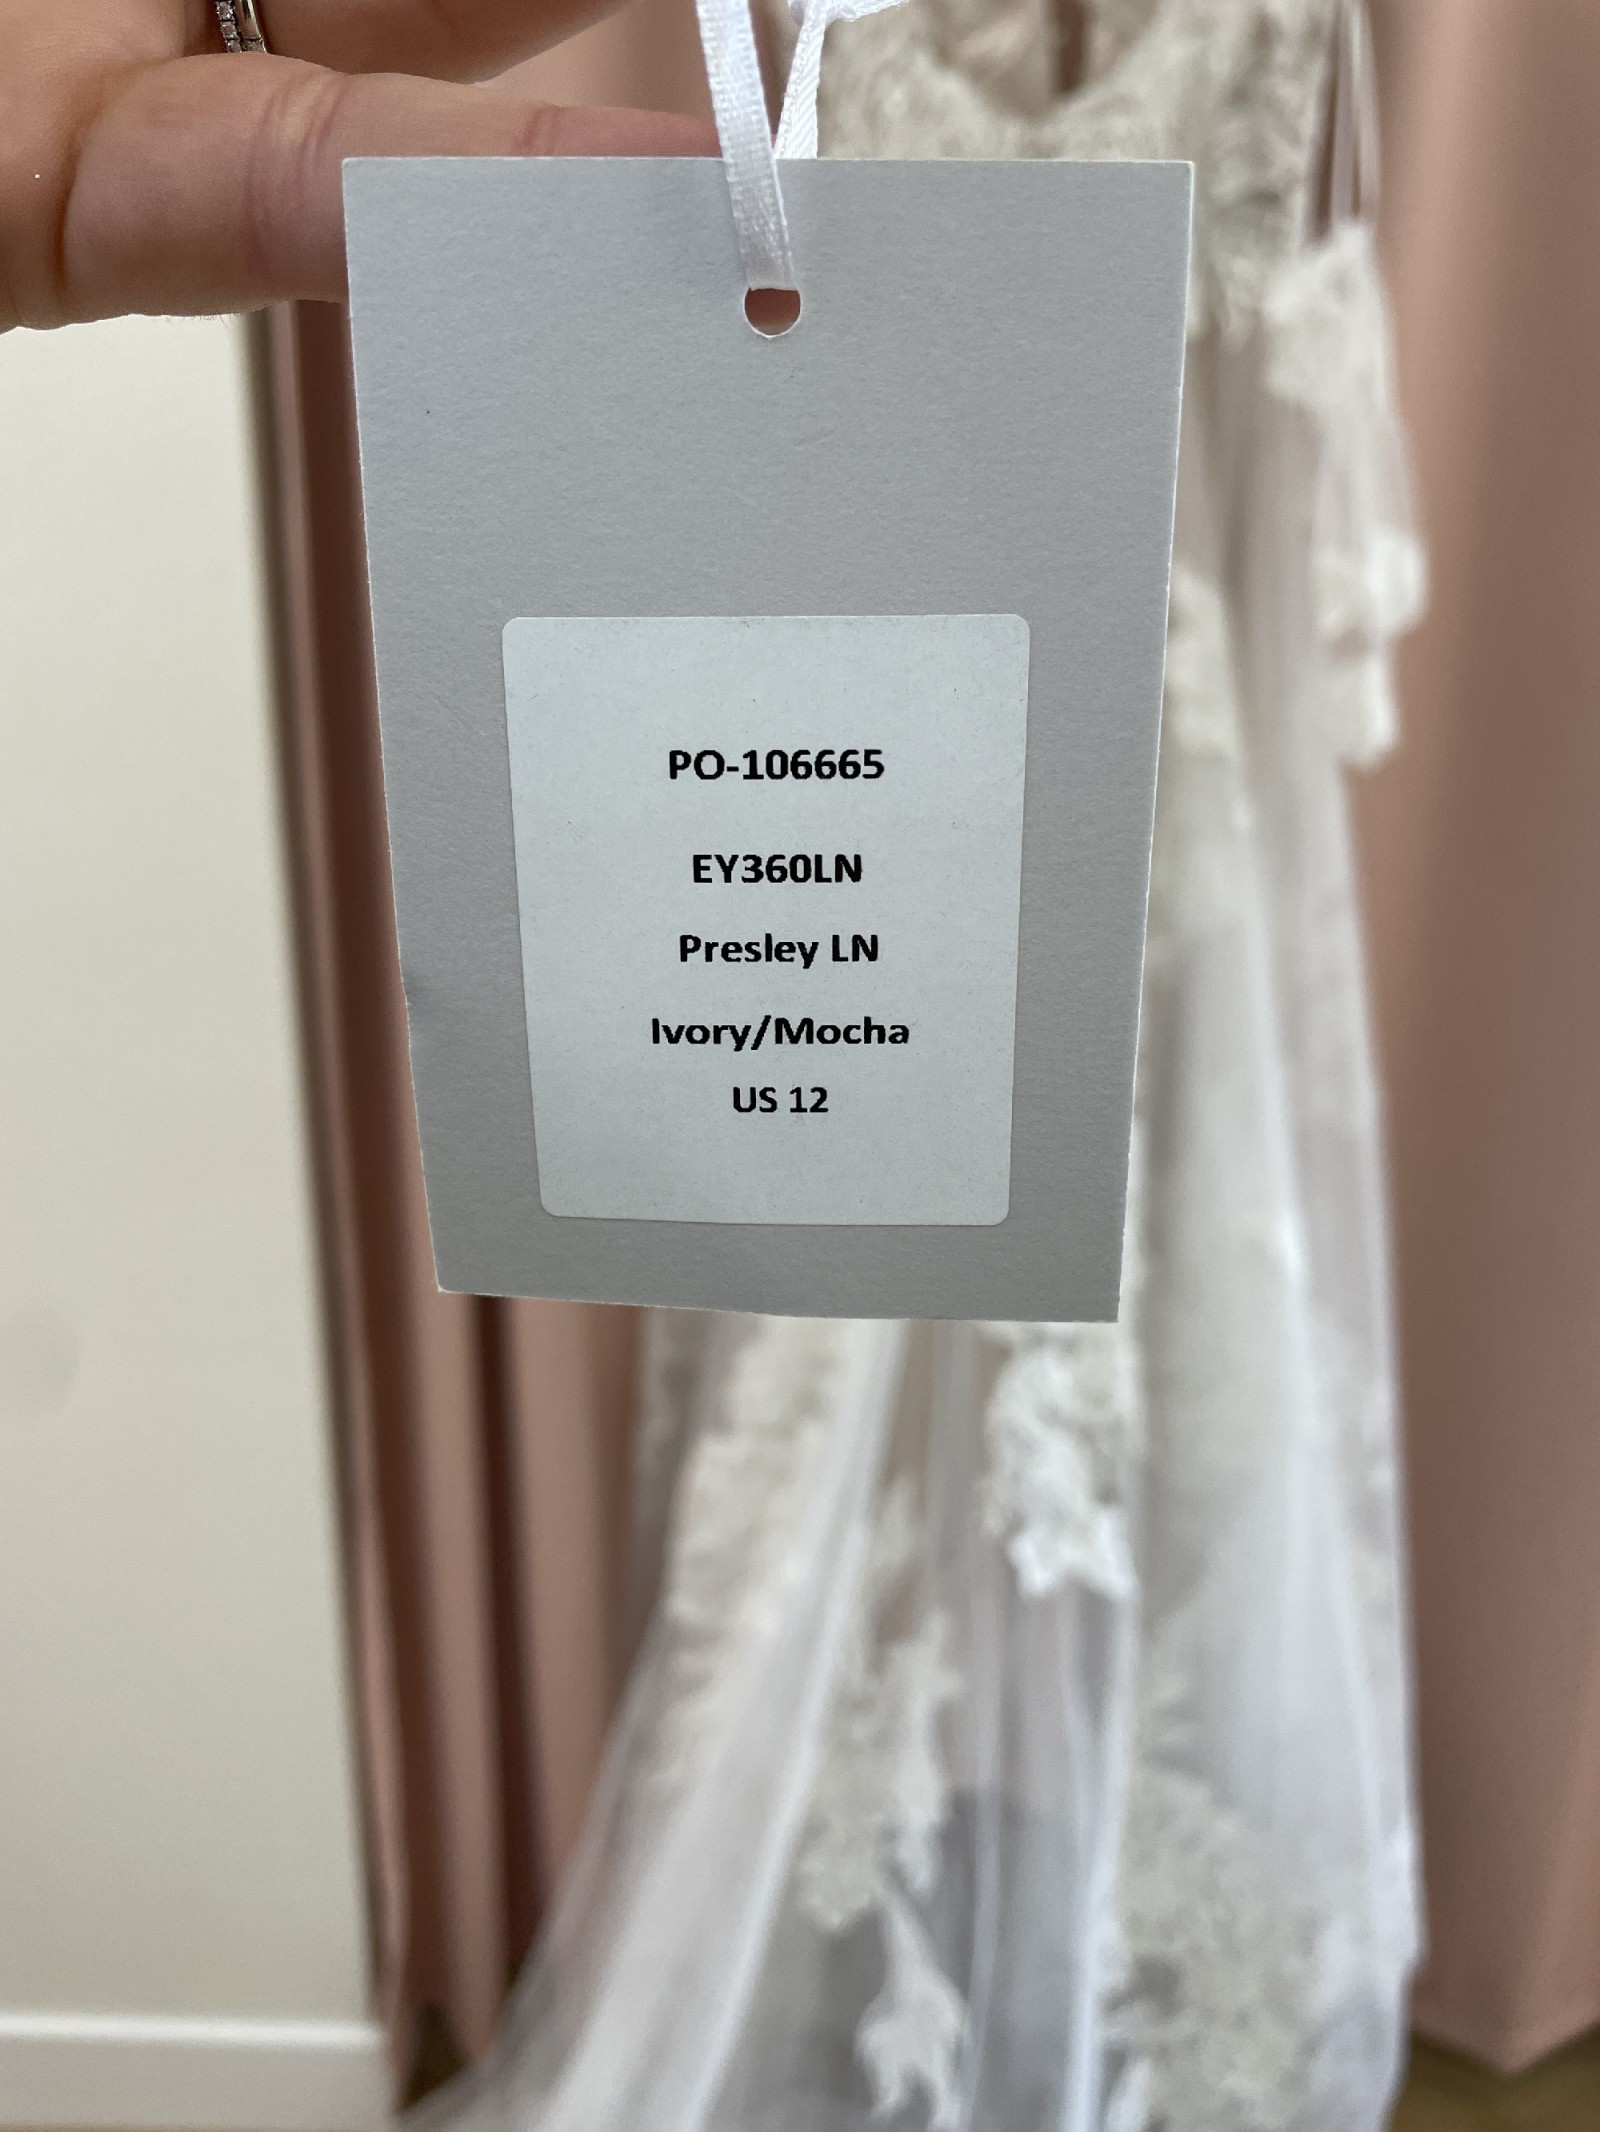 PO-106665
EY360LN
Presley LN
Ivory/Mocha
US 12